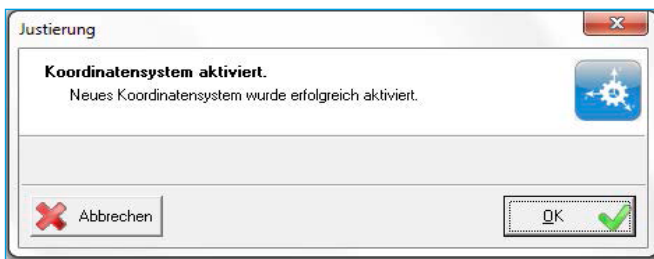 Justierung
Koordinatensystem aktiviert.
Neues Koordinatensystem wurde erfolgreich aktiviert.
Abbrechen
OK